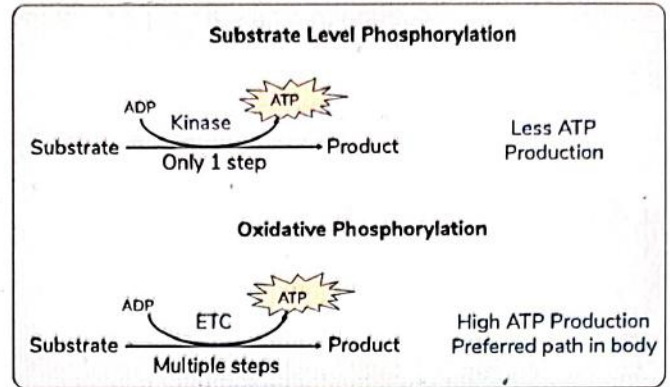 Substrate Level Phosphorylation
ADP
ATP
Kinase
Substrate
Product
Only 1 step
Less ATP
Production
Oxidative Phosphorylation
ADP
ATP
ETC
Substrate
Product
Multiple steps
High ATP Production
Preferred path in body